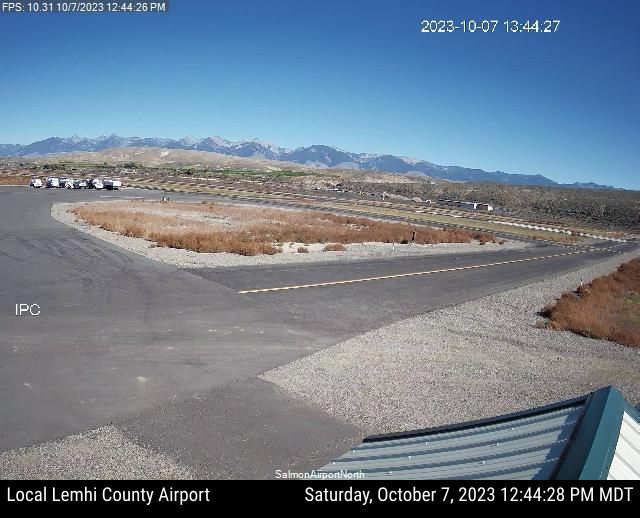 FPS: 10.31 10/7/2023 12:44:26 PM
2023-10-07 13:44:27
IPC
SalmonAirportNorth
Local Lemhi County Airport Saturday, October 7, 2023 12:44:28 PM MDT